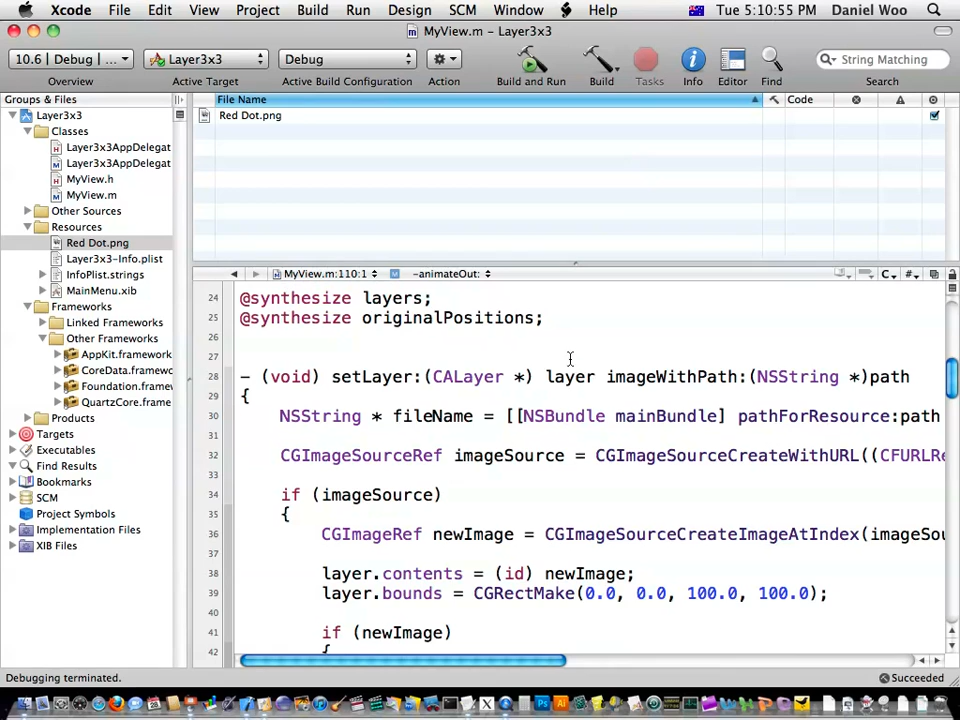 Xcode File Edit View Project Build Run Design SCM Window Help Tue 5:10:55 Daniel Woo
MyView.m – Layer3x3
10.6 | Debug | ... Layer3x3 Debug String Matching
Overview Active Target Active Build Configuration Action Build and Run Build Tasks Info Editor Find Search
Groups & Files File Name Code
Layer3x3 Red Dot.png
Classes
Layer3x3AppDelegat
Layer3x3AppDelegat
MyView.h
MyView.m
Other Sources
Resources
Red Dot.png
Layer3x3-Info.plist
InfoPlist.strings
MainMenu.xib
Frameworks
Linked Frameworks
Other Frameworks
AppKit.framework
CoreData.framewo
Foundation.framew
QuartzCore.frame
Products
Targets
Executables
Find Results
Bookmarks
SCM
Project Symbols
Implementation Files
XIB Files
MyView.m:110:1 M -animateOut: C #
24 @synthesize layers;
25 @synthesize originalPositions;
26
27
28 - (void) setLayer:(CALayer *) layer imageWithPath:(NSString *)path
29 {
30 NSString * fileName = [[NSBundle mainBundle] pathForResource:path
31
32 CGImageSourceRef imageSource = CGImageSourceCreateWithURL((CFURLRe
33
34 if (imageSource)
35 {
36 CGImageRef newImage = CGImageSourceCreateImageAtIndex(imageSou
37
38 layer.contents = (id) newImage;
39 layer.bounds = CGRectMake(0.0, 0.0, 100.0, 100.0);
40
41 if (newImage)
42 {
Debugging terminated. Succeeded